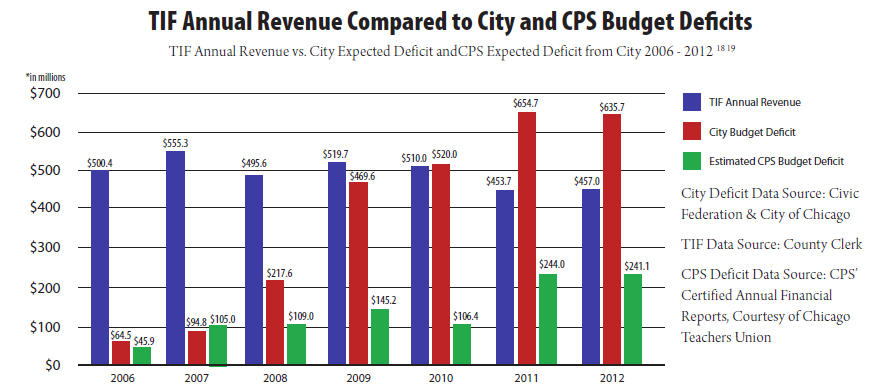 TIF Annual Revenue Compared to City and CPS Budget Deficits
TIF Annual Revenue vs. City Expected Deficit andCPS Expected Deficit from City 2006 - 2012 18 19
*in millions
$700
$600
$500
$400
$300
$200
$100
$0
$500.4
$64.5
$45.9
$555.3
$94.8
$105.0
$495.6
$217.6
$109.0
$519.7
$469.6
$145.2
$510.0
$520.0
$106.4
$453.7
$654.7
$244.0
$457.0
$635.7
$241.1
2006
2007
2008
2009
2010
2011
2012
TIF Annual Revenue
City Budget Deficit
Estimated CPS Budget Deficit
City Deficit Data Source: Civic
Federation & City of Chicago
TIF Data Source: County Clerk
CPS Deficit Data Source: CPS'
Certified Annual Financial
Reports, Courtesy of Chicago
Teachers Union